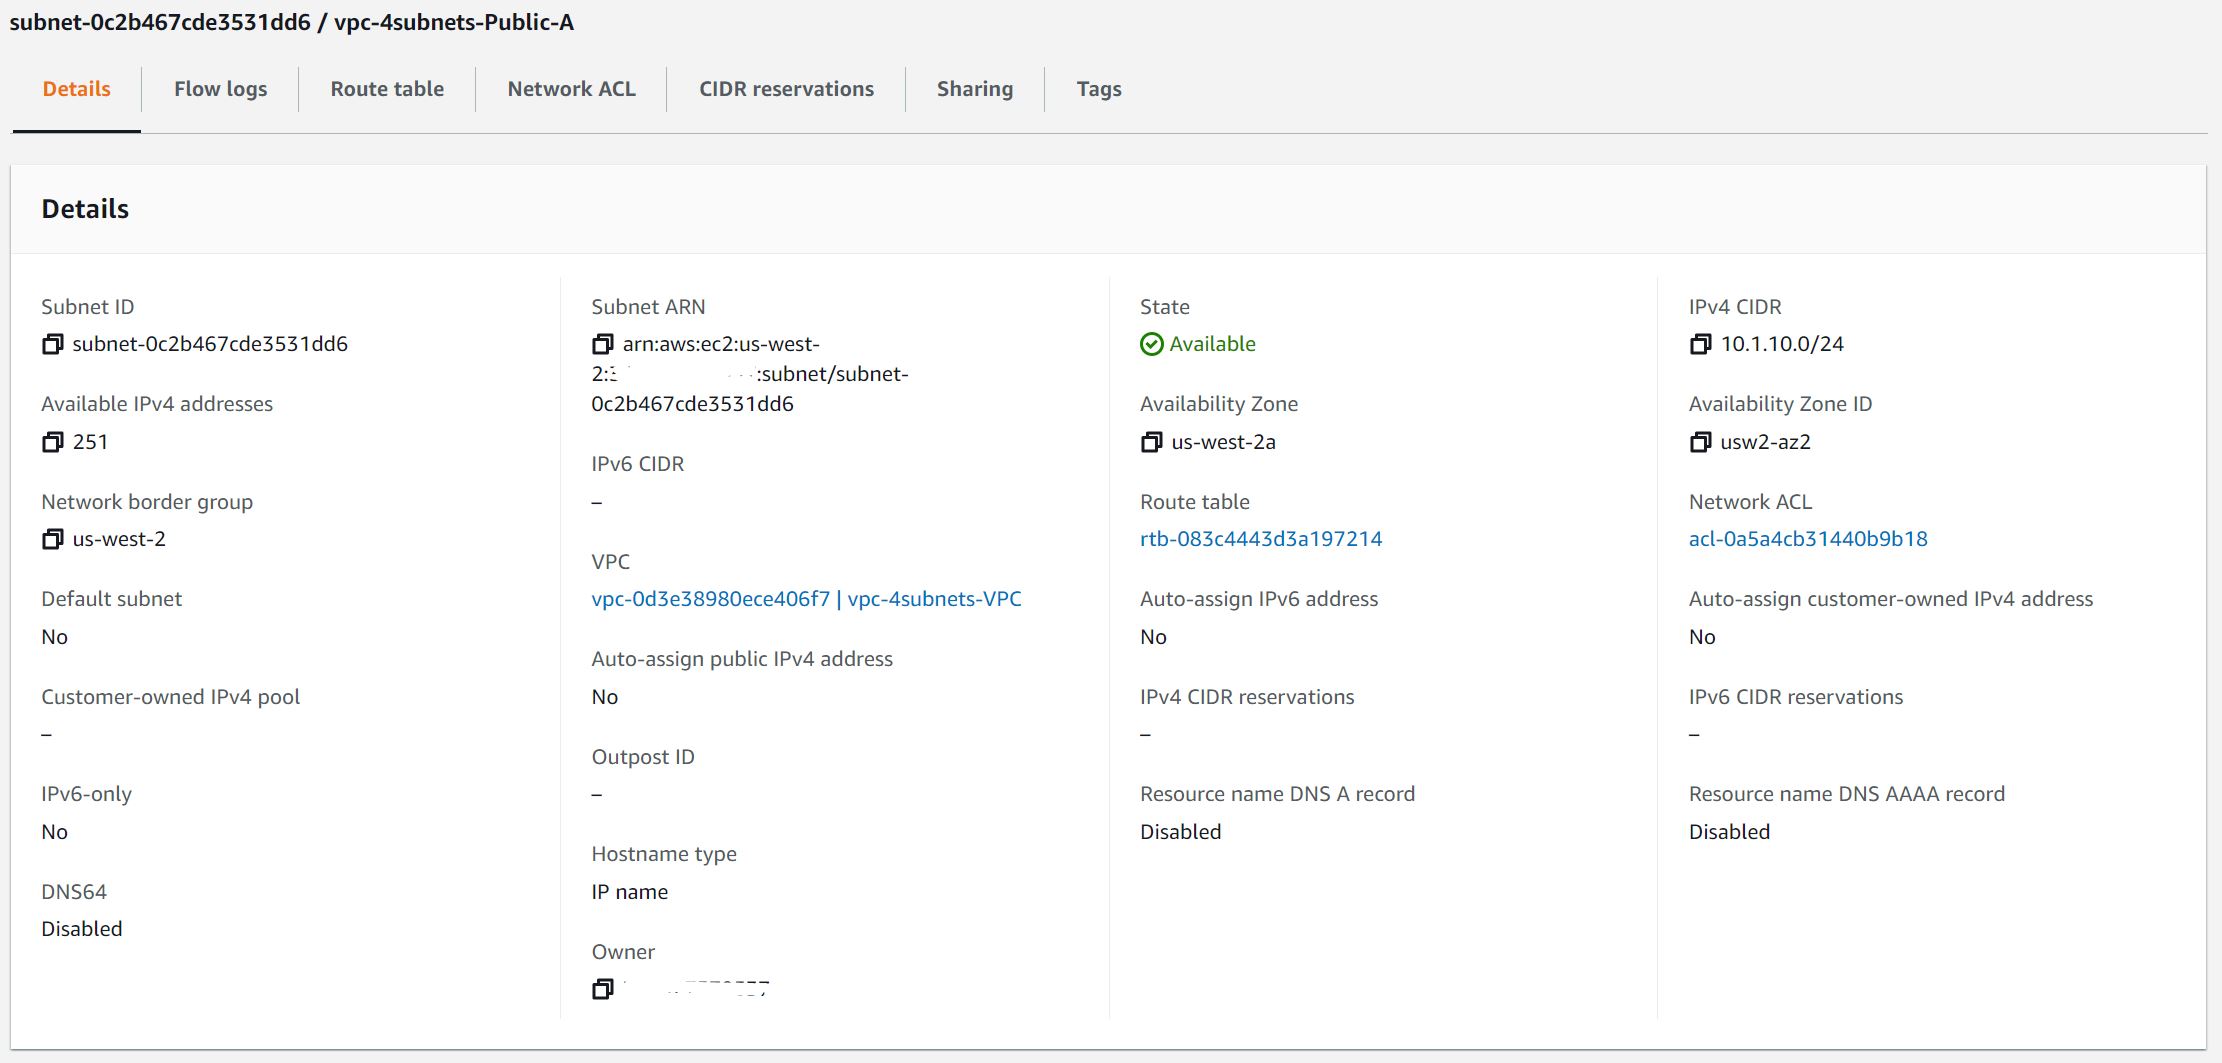 subnet-0c2b467cde3531dd6 / vpc-4subnets-Public-A
Details
Flow logs
Route table
Network ACL
CIDR reservations
Sharing
Tags
Details
Subnet ID
subnet-0c2b467cde3531dd6
Available IPv4 addresses
251
Network border group
us-west-2
Default subnet
No
Customer-owned IPv4 pool
–
IPv6-only
No
DNS64
Disabled
Subnet ARN
arn:aws:ec2:us-west-
2: :subnet/subnet-
0c2b467cde3531dd6
IPv6 CIDR
–
VPC
vpc-0d3e38980ece406f7 | vpc-4subnets-VPC
Auto-assign public IPv4 address
No
Outpost ID
–
Hostname type
IP name
Owner
State
Available
Availability Zone
us-west-2a
Route table
rtb-083c4443d3a197214
Auto-assign IPv6 address
No
IPv4 CIDR reservations
–
Resource name DNS A record
Disabled
IPv4 CIDR
10.1.10.0/24
Availability Zone ID
usw2-az2
Network ACL
acl-0a5a4cb31440b9b18
Auto-assign customer-owned IPv4 address
No
IPv6 CIDR reservations
–
Resource name DNS AAAA record
Disabled